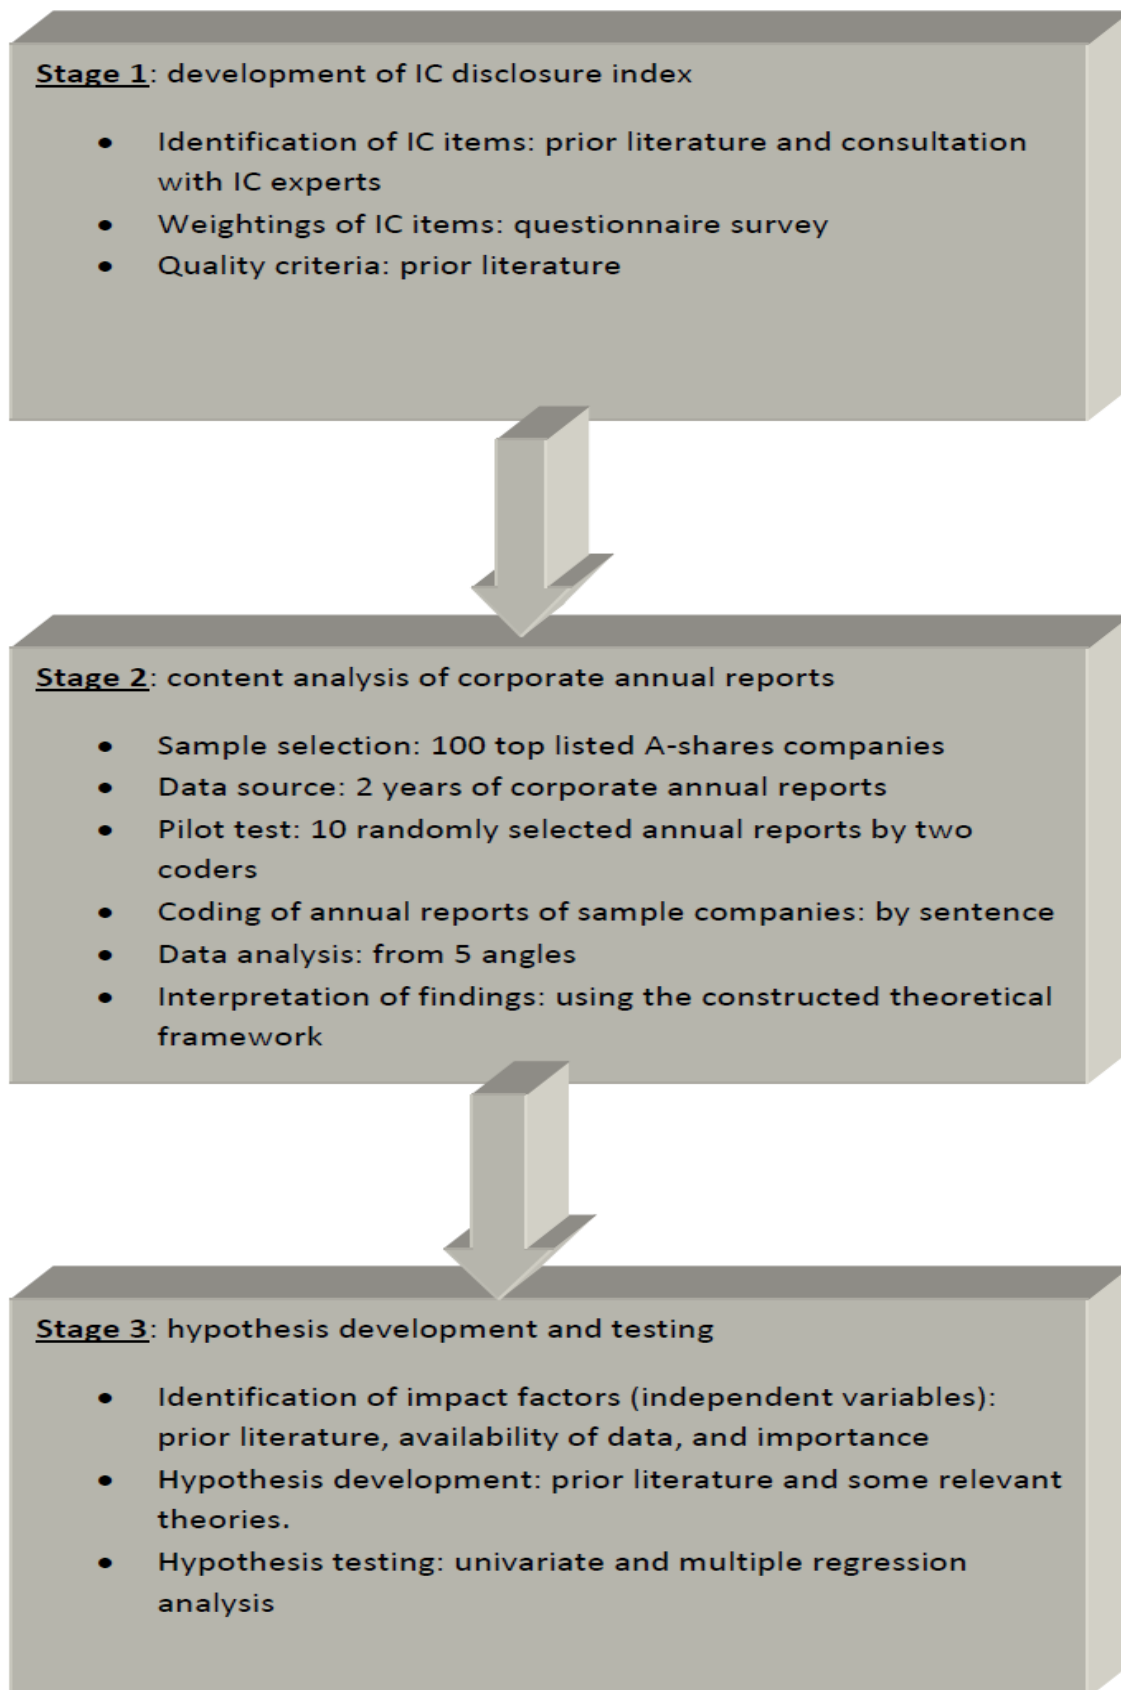 Stage 1: development of IC disclosure index
• Identification of IC items: prior literature and consultation
with IC experts
• Weightings of IC items: questionnaire survey
• Quality criteria: prior literature
Stage 2: content analysis of corporate annual reports
• Sample selection: 100 top listed A-shares companies
• Data source: 2 years of corporate annual reports
• Pilot test: 10 randomly selected annual reports by two
coders
• Coding of annual reports of sample companies: by sentence
• Data analysis: from 5 angles
• Interpretation of findings: using the constructed theoretical
framework
Stage 3: hypothesis development and testing
• Identification of impact factors (independent variables):
prior literature, availability of data, and importance
• Hypothesis development: prior literature and some relevant
theories.
• Hypothesis testing: univariate and multiple regression
analysis